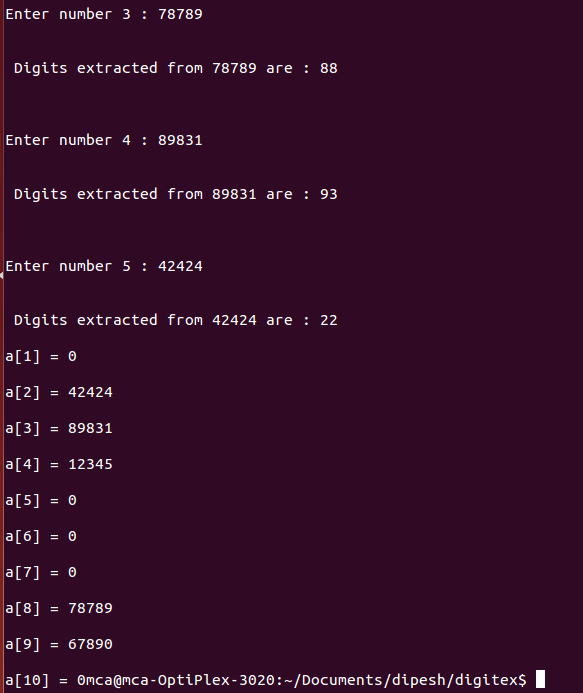 Enter number 3 : 78789
Digits extracted from 78789 are : 88
Enter number 4 : 89831
Digits extracted from 89831 are : 93
Enter number 5 : 42424
Digits extracted from 42424 are : 22
a[1] = 0
a[2] = 42424
a[3] = 89831
a[4] = 12345
a[5] = 0
a[6] = 0
a[7] = 0
a[8] = 78789
a[9] = 67890
a[10] = 0mca@mca-OptiPlex-3020:~/Documents/dipesh/digitex$